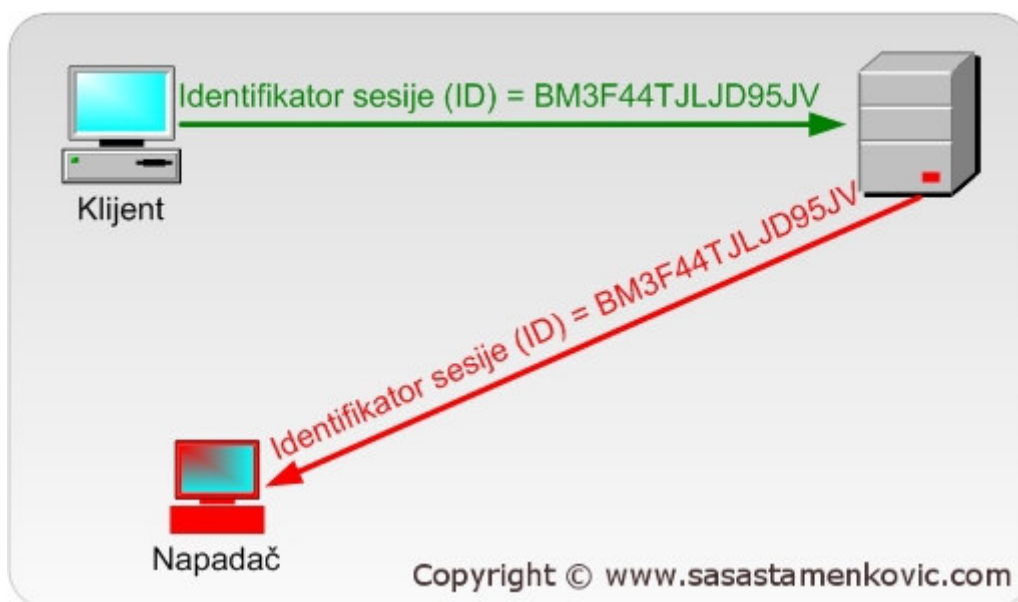 Identifikator sesije (ID) = BM3F44TJLJD95JV
Klijent
Identifikator sesije (ID) = BM3F44TJLJD95JV
Napadač
Copyright © www.sasastamenkovic.com